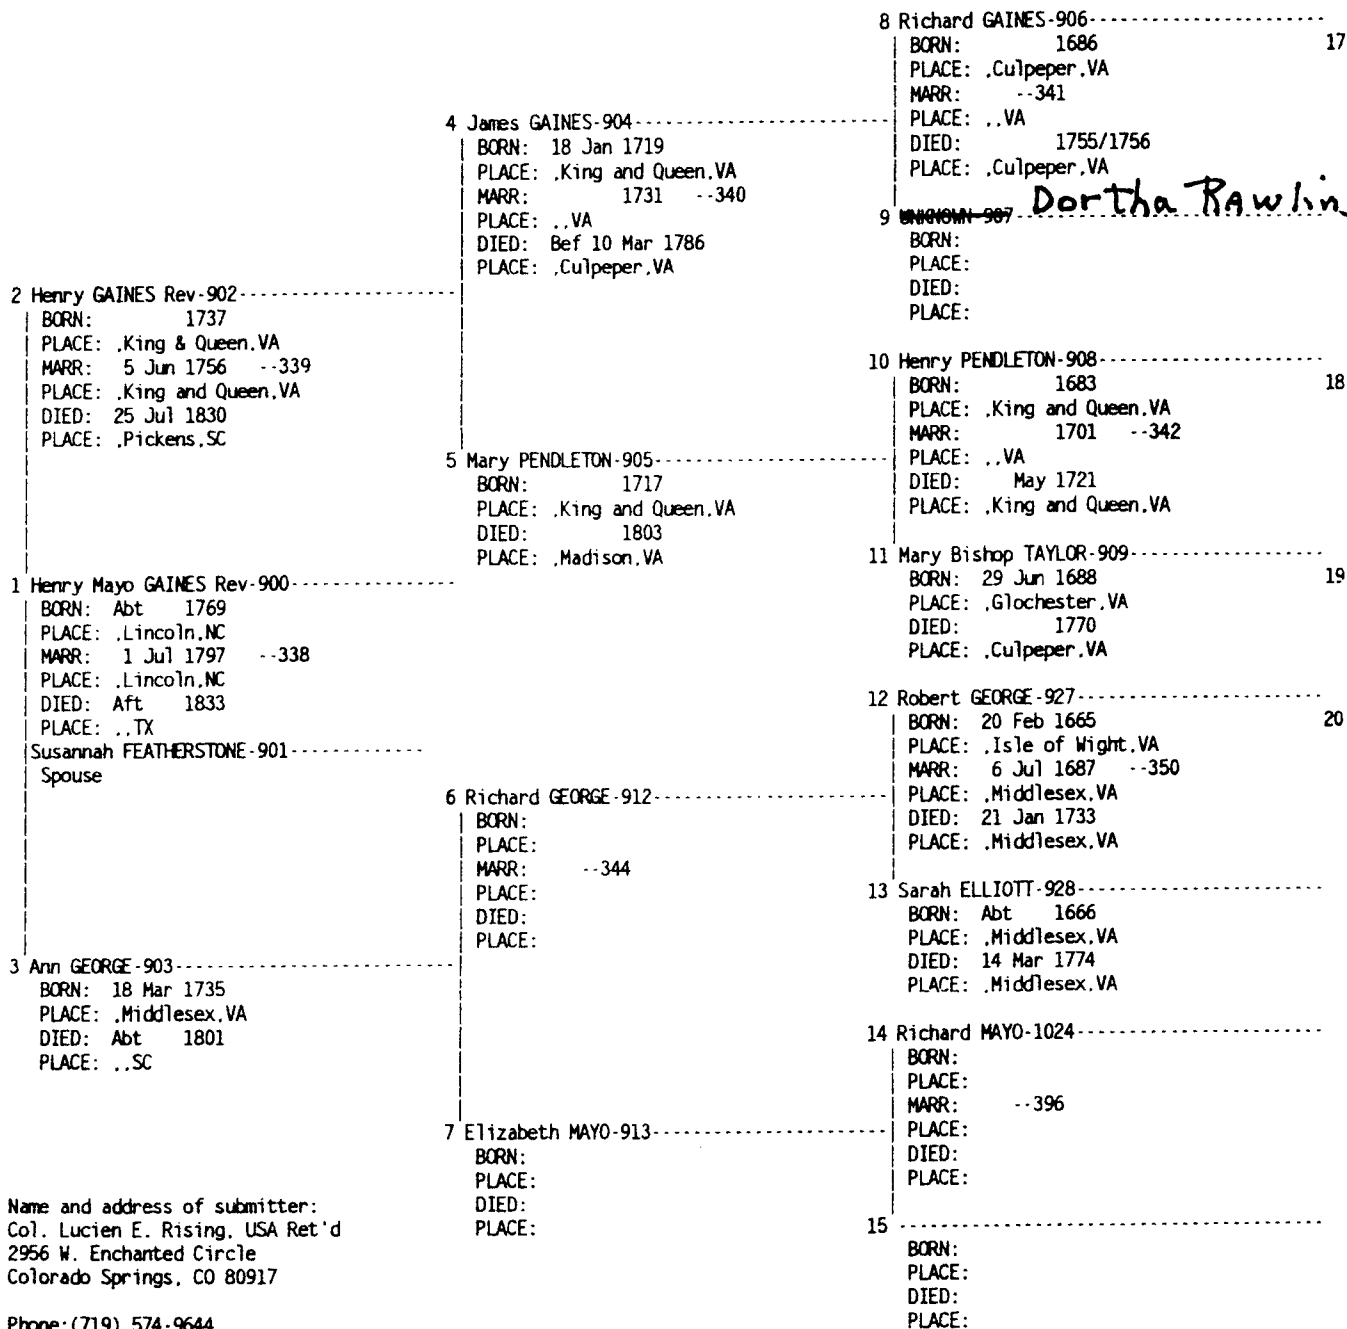 8 Richard GAINES-906
BORN: 1686 17
PLACE: ,Culpeper,VA
MARR: --341
PLACE: ,,VA
DIED: 1755/1756
PLACE: ,Culpeper,VA
4 James GAINES-904
BORN: 18 Jan 1719
PLACE: ,King and Queen,VA
MARR: 1731 --340
PLACE: ,,VA
DIED: Bef 10 Mar 1786
PLACE: ,Culpeper,VA
9 UNKNOWN-907 Dortha Rawlin
BORN:
PLACE:
DIED:
PLACE:
2 Henry GAINES Rev-902
BORN: 1737
PLACE: ,King & Queen,VA
MARR: 5 Jun 1756 --339
PLACE: ,King and Queen,VA
DIED: 25 Jul 1830
PLACE: ,Pickens,SC
10 Henry PENDLETON-908
BORN: 1683 18
PLACE: ,King and Queen,VA
MARR: 1701 --342
PLACE: ,,VA
DIED: May 1721
PLACE: ,King and Queen,VA
5 Mary PENDLETON-905
BORN: 1717
PLACE: ,King and Queen,VA
DIED: 1803
PLACE: ,Madison,VA
11 Mary Bishop TAYLOR-909
BORN: 29 Jun 1688 19
PLACE: ,Glochester,VA
DIED: 1770
PLACE: ,Culpeper,VA
1 Henry Mayo GAINES Rev-900
BORN: Abt 1769
PLACE: ,Lincoln,NC
MARR: 1 Jul 1797 --338
PLACE: ,Lincoln,NC
DIED: Aft 1833
PLACE: ,,TX
Susannah FEATHERSTONE-901
Spouse
12 Robert GEORGE-927
BORN: 20 Feb 1665 20
PLACE: ,Isle of Wight,VA
MARR: 6 Jul 1687 --350
PLACE: ,Middlesex,VA
DIED: 21 Jan 1733
PLACE: ,Middlesex,VA
6 Richard GEORGE-912
BORN:
PLACE:
MARR: --344
PLACE:
DIED:
PLACE:
13 Sarah ELLIOTT-928
BORN: Abt 1666
PLACE: ,Middlesex,VA
DIED: 14 Mar 1774
PLACE: ,Middlesex,VA
3 Ann GEORGE-903
BORN: 18 Mar 1735
PLACE: ,Middlesex,VA
DIED: Abt 1801
PLACE: ,,SC
14 Richard MAYO-1024
BORN:
PLACE:
MARR: --396
PLACE:
DIED:
PLACE:
7 Elizabeth MAYO-913
BORN:
PLACE:
DIED:
PLACE:
15
BORN:
PLACE:
DIED:
PLACE:
Name and address of submitter:
Col. Lucien E. Rising, USA Ret'd
2956 W. Enchanted Circle
Colorado Springs, CO 80917
Phone:(719) 574-9644